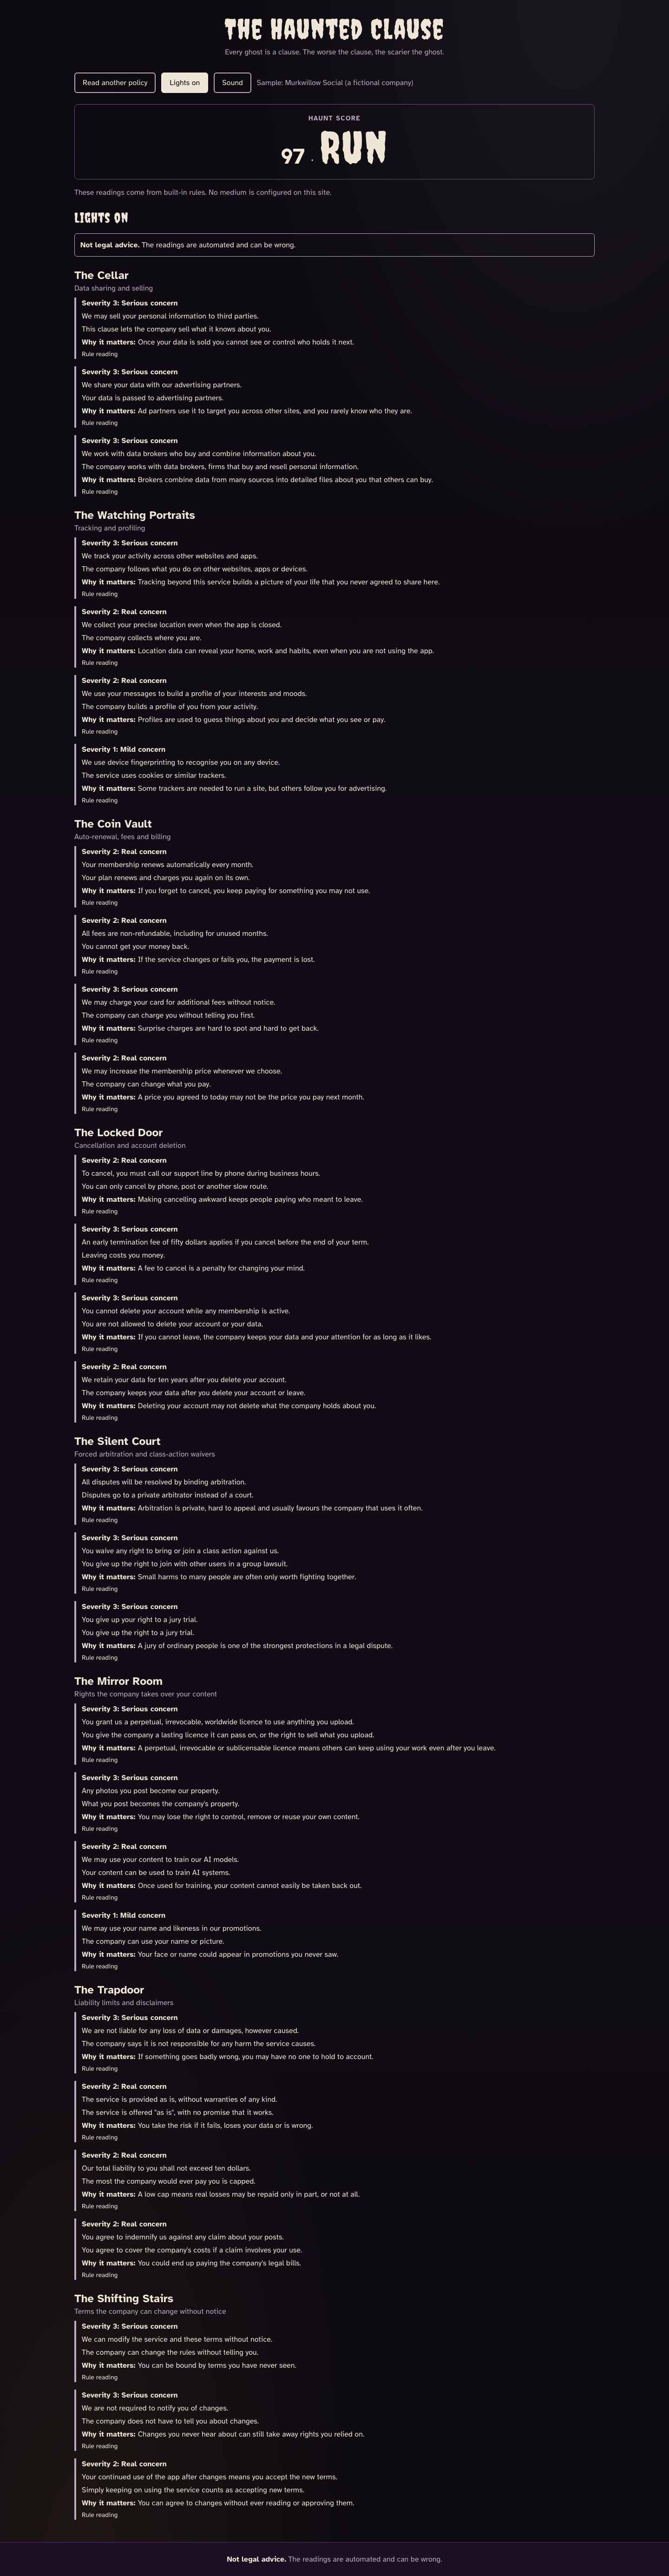 THE HAUNTED CLAUSE
Every ghost is a clause. The worse the clause, the scarier the ghost.
Read another policy
Lights on
Sound
Sample: Murkwillow Social (a fictional company)
HAUNT SCORE
97 · RUN
These readings come from built-in rules. No medium is configured on this site.
LIGHTS ON
Not legal advice. The readings are automated and can be wrong.
The Cellar
Data sharing and selling
Severity 3: Serious concern
We may sell your personal information to third parties.
This clause lets the company sell what it knows about you.
Why it matters: Once your data is sold you cannot see or control who holds it next.
Rule reading
Severity 3: Serious concern
We share your data with our advertising partners.
Your data is passed to advertising partners.
Why it matters: Ad partners use it to target you across other sites, and you rarely know who they are.
Rule reading
Severity 3: Serious concern
We work with data brokers who buy and combine information about you.
The company works with data brokers, firms that buy and resell personal information.
Why it matters: Brokers combine data from many sources into detailed files about you that others can buy.
Rule reading
The Watching Portraits
Tracking and profiling
Severity 3: Serious concern
We track your activity across other websites and apps.
The company follows what you do on other websites, apps or devices.
Why it matters: Tracking beyond this service builds a picture of your life that you never agreed to share here.
Rule reading
Severity 2: Real concern
We collect your precise location even when the app is closed.
The company collects where you are.
Why it matters: Location data can reveal your home, work and habits, even when you are not using the app.
Rule reading
Severity 2: Real concern
We use your messages to build a profile of your interests and moods.
The company builds a profile of you from your activity.
Why it matters: Profiles are used to guess things about you and decide what you see or pay.
Rule reading
Severity 1: Mild concern
We use device fingerprinting to recognise you on any device.
The service uses cookies or similar trackers.
Why it matters: Some trackers are needed to run a site, but others follow you for advertising.
Rule reading
The Coin Vault
Auto-renewal, fees and billing
Severity 2: Real concern
Your membership renews automatically every month.
Your plan renews and charges you again on its own.
Why it matters: If you forget to cancel, you keep paying for something you may not use.
Rule reading
Severity 2: Real concern
All fees are non-refundable, including for unused months.
You cannot get your money back.
Why it matters: If the service changes or fails you, the payment is lost.
Rule reading
Severity 3: Serious concern
We may charge your card for additional fees without notice.
The company can charge you without telling you first.
Why it matters: Surprise charges are hard to spot and hard to get back.
Rule reading
Severity 2: Real concern
We may increase the membership price whenever we choose.
The company can change what you pay.
Why it matters: A price you agreed to today may not be the price you pay next month.
Rule reading
The Locked Door
Cancellation and account deletion
Severity 2: Real concern
To cancel, you must call our support line by phone during business hours.
You can only cancel by phone, post or another slow route.
Why it matters: Making cancelling awkward keeps people paying who meant to leave.
Rule reading
Severity 3: Serious concern
An early termination fee of fifty dollars applies if you cancel before the end of your term.
Leaving costs you money.
Why it matters: A fee to cancel is a penalty for changing your mind.
Rule reading
Severity 3: Serious concern
You cannot delete your account while any membership is active.
You are not allowed to delete your account or your data.
Why it matters: If you cannot leave, the company keeps your data and your attention for as long as it likes.
Rule reading
Severity 2: Real concern
We retain your data for ten years after you delete your account.
The company keeps your data after you delete your account or leave.
Why it matters: Deleting your account may not delete what the company holds about you.
Rule reading
The Silent Court
Forced arbitration and class-action waivers
Severity 3: Serious concern
All disputes will be resolved by binding arbitration.
Disputes go to a private arbitrator instead of a court.
Why it matters: Arbitration is private, hard to appeal and usually favours the company that uses it often.
Rule reading
Severity 3: Serious concern
You waive any right to bring or join a class action against us.
You give up the right to join with other users in a group lawsuit.
Why it matters: Small harms to many people are often only worth fighting together.
Rule reading
Severity 3: Serious concern
You give up your right to a jury trial.
You give up the right to a jury trial.
Why it matters: A jury of ordinary people is one of the strongest protections in a legal dispute.
Rule reading
The Mirror Room
Rights the company takes over your content
Severity 3: Serious concern
You grant us a perpetual, irrevocable, worldwide licence to use anything you upload.
You give the company a lasting licence it can pass on, or the right to sell what you upload.
Why it matters: A perpetual, irrevocable or sublicensable licence means others can keep using your work even after you leave.
Rule reading
Severity 3: Serious concern
Any photos you post become our property.
What you post becomes the company's property.
Why it matters: You may lose the right to control, remove or reuse your own content.
Rule reading
Severity 2: Real concern
We may use your content to train our AI models.
Your content can be used to train AI systems.
Why it matters: Once used for training, your content cannot easily be taken back out.
Rule reading
Severity 1: Mild concern
We may use your name and likeness in our promotions.
The company can use your name or picture.
Why it matters: Your face or name could appear in promotions you never saw.
Rule reading
The Trapdoor
Liability limits and disclaimers
Severity 3: Serious concern
We are not liable for any loss of data or damages, however caused.
The company says it is not responsible for any harm the service causes.
Why it matters: If something goes badly wrong, you may have no one to hold to account.
Rule reading
Severity 2: Real concern
The service is provided as is, without warranties of any kind.
The service is offered "as is", with no promise that it works.
Why it matters: You take the risk if it fails, loses your data or is wrong.
Rule reading
Severity 2: Real concern
Our total liability to you shall not exceed ten dollars.
The most the company would ever pay you is capped.
Why it matters: A low cap means real losses may be repaid only in part, or not at all.
Rule reading
Severity 2: Real concern
You agree to indemnify us against any claim about your posts.
You agree to cover the company's costs if a claim involves your use.
Why it matters: You could end up paying the company's legal bills.
Rule reading
The Shifting Stairs
Terms the company can change without notice
Severity 3: Serious concern
We can modify the service and these terms without notice.
The company can change the rules without telling you.
Why it matters: You can be bound by terms you have never seen.
Rule reading
Severity 3: Serious concern
We are not required to notify you of changes.
The company does not have to tell you about changes.
Why it matters: Changes you never hear about can still take away rights you relied on.
Rule reading
Severity 2: Real concern
Your continued use of the app after changes means you accept the new terms.
Simply keeping on using the service counts as accepting new terms.
Why it matters: You can agree to changes without ever reading or approving them.
Rule reading
Not legal advice. The readings are automated and can be wrong.